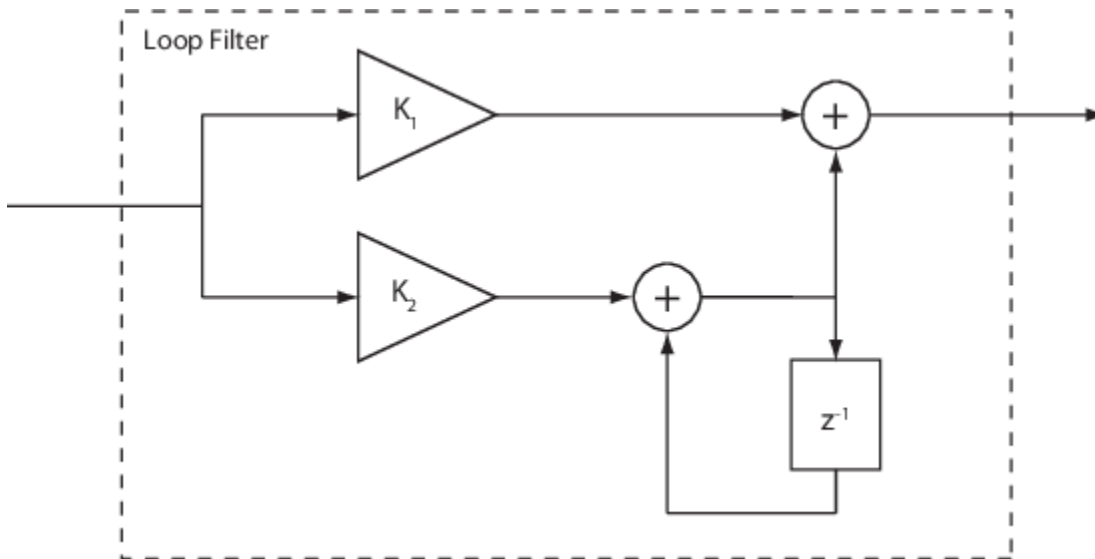 Loop Filter
K₁
+
K₂
+
z⁻¹